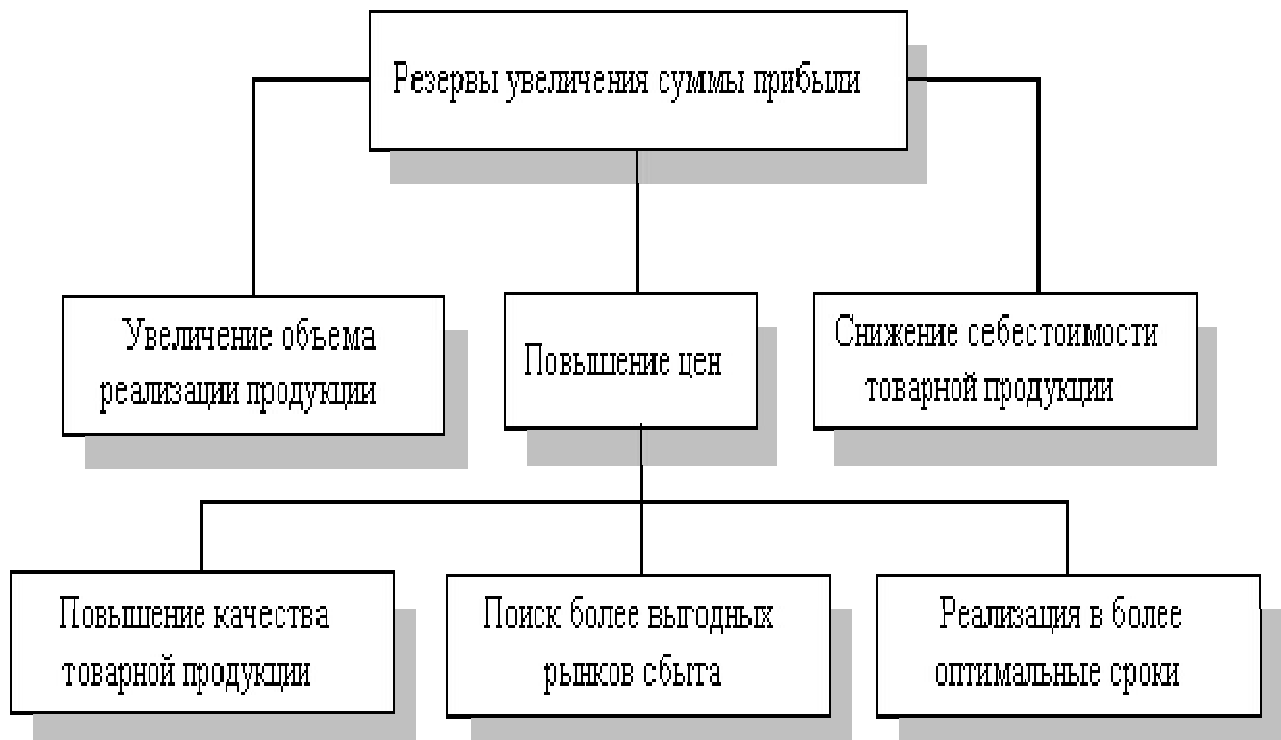 Резервы увеличения суммы прибыли
Увеличение объема
реализации продукции
Повышение цен
Снижение себестоимости
товарной продукции
Повышение качества
товарной продукции
Поиск более выгодных
рынков сбыта
Реализация в более
оптимальные сроки